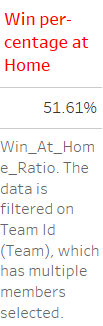 Win per-
centage at
Home
51.61%
Win_At_Hom
e_Ratio. The
data is
filtered on
Team Id
(Team), which
has multiple
members
selected.